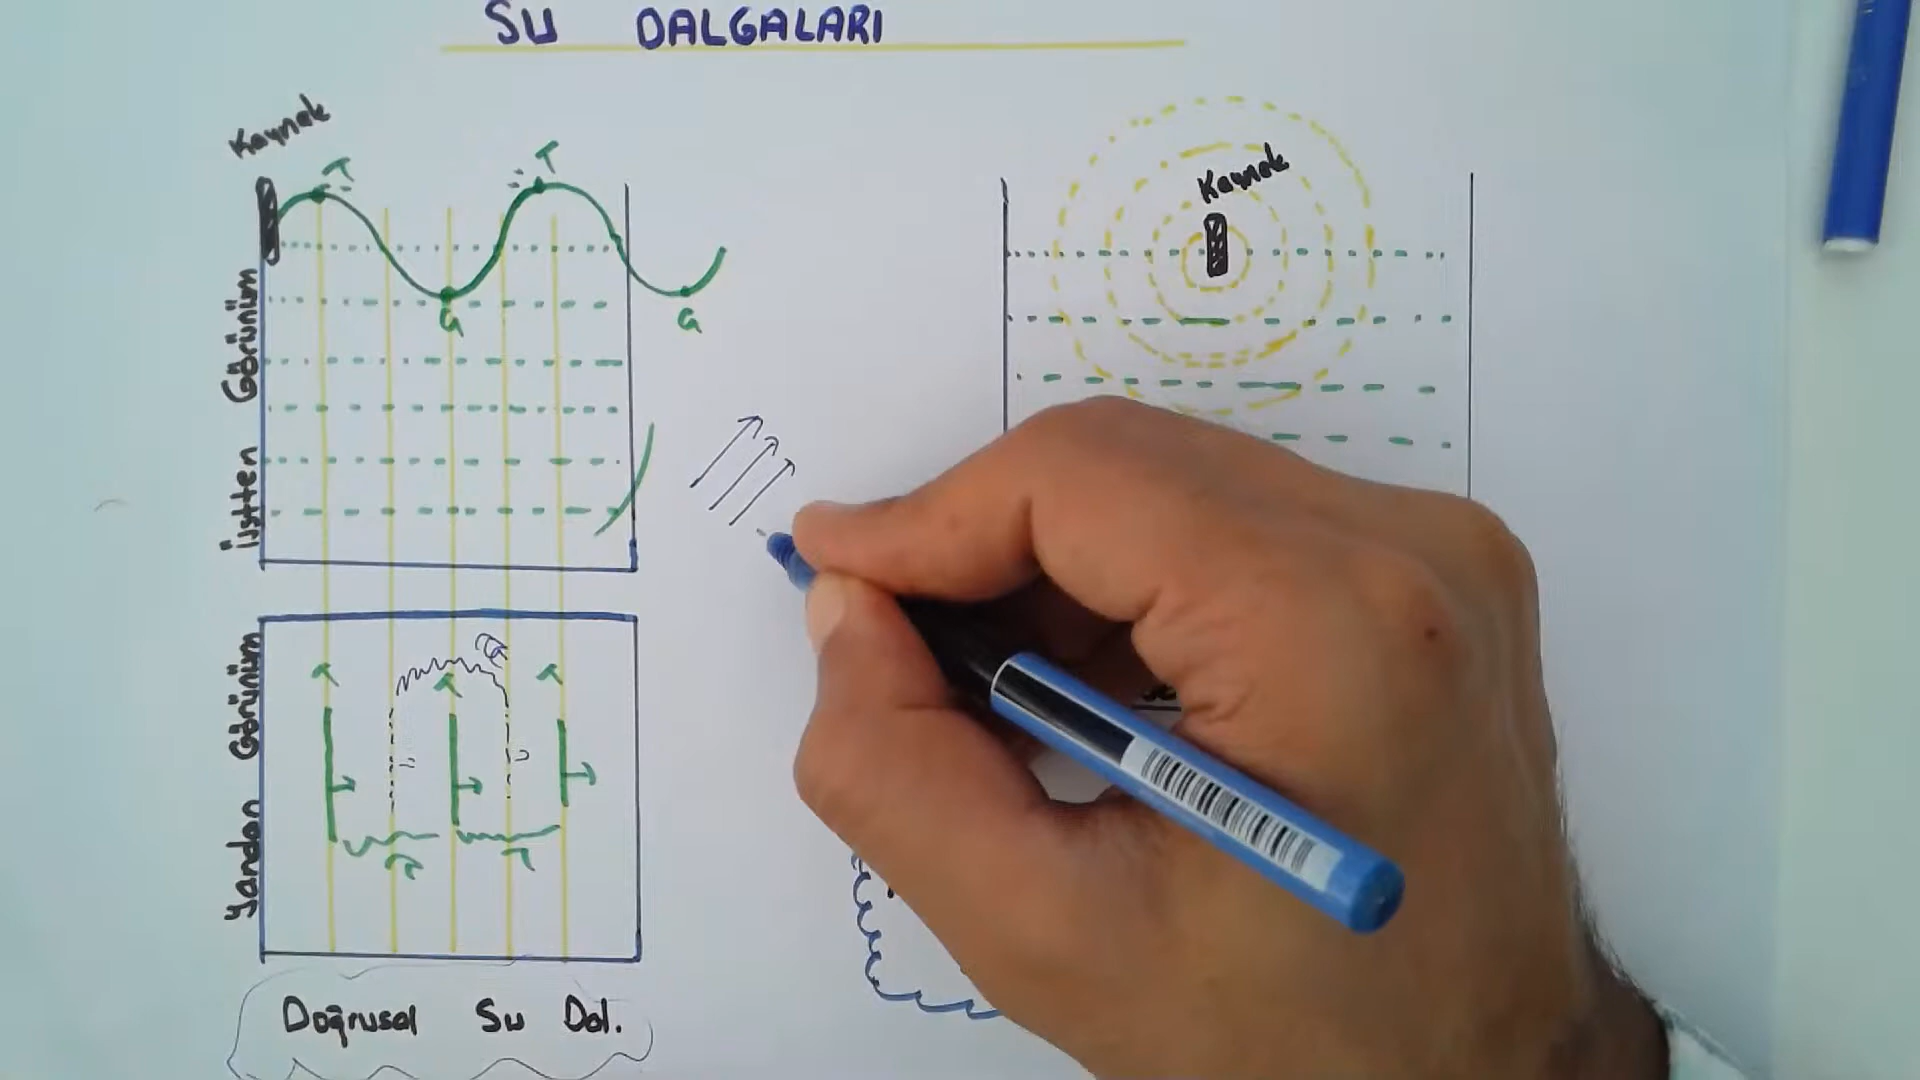 SU DALGALARI
Kaynak
T
T
G
G
Üstten Görünüm
Yandan Görünüm
T
G
T
T
Doğrusal Su Dal.
Kaynak